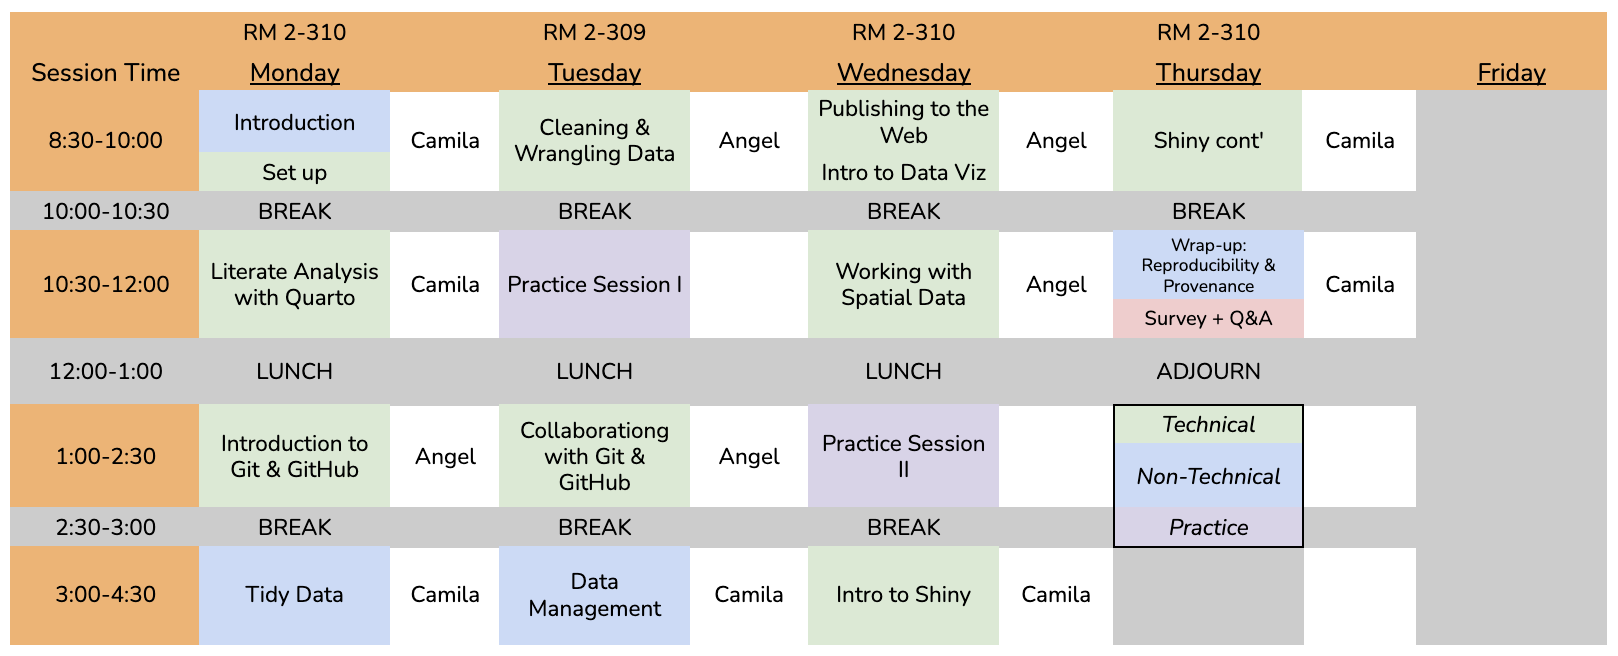 RM 2-310 RM 2-309 RM 2-310 RM 2-310
Session Time Monday Tuesday Wednesday Thursday Friday
8:30-10:00
Introduction
Set up
Camila
Cleaning &
Wrangling Data
Angel
Publishing to the
Web
Intro to Data Viz
Angel
Shiny cont'
Camila
10:00-10:30 BREAK BREAK BREAK BREAK
10:30-12:00
Literate Analysis
with Quarto
Camila
Practice Session I
Working with
Spatial Data
Angel
Wrap-up:
Reproducibility &
Provenance
Survey + Q&A
Camila
12:00-1:00 LUNCH LUNCH LUNCH ADJOURN
1:00-2:30
Introduction to
Git & GitHub
Angel
Collaborationg
with Git &
GitHub
Angel
Practice Session
II
Technical
Non-Technical
2:30-3:00 BREAK BREAK BREAK Practice
3:00-4:30
Tidy Data
Camila
Data
Management
Camila
Intro to Shiny
Camila